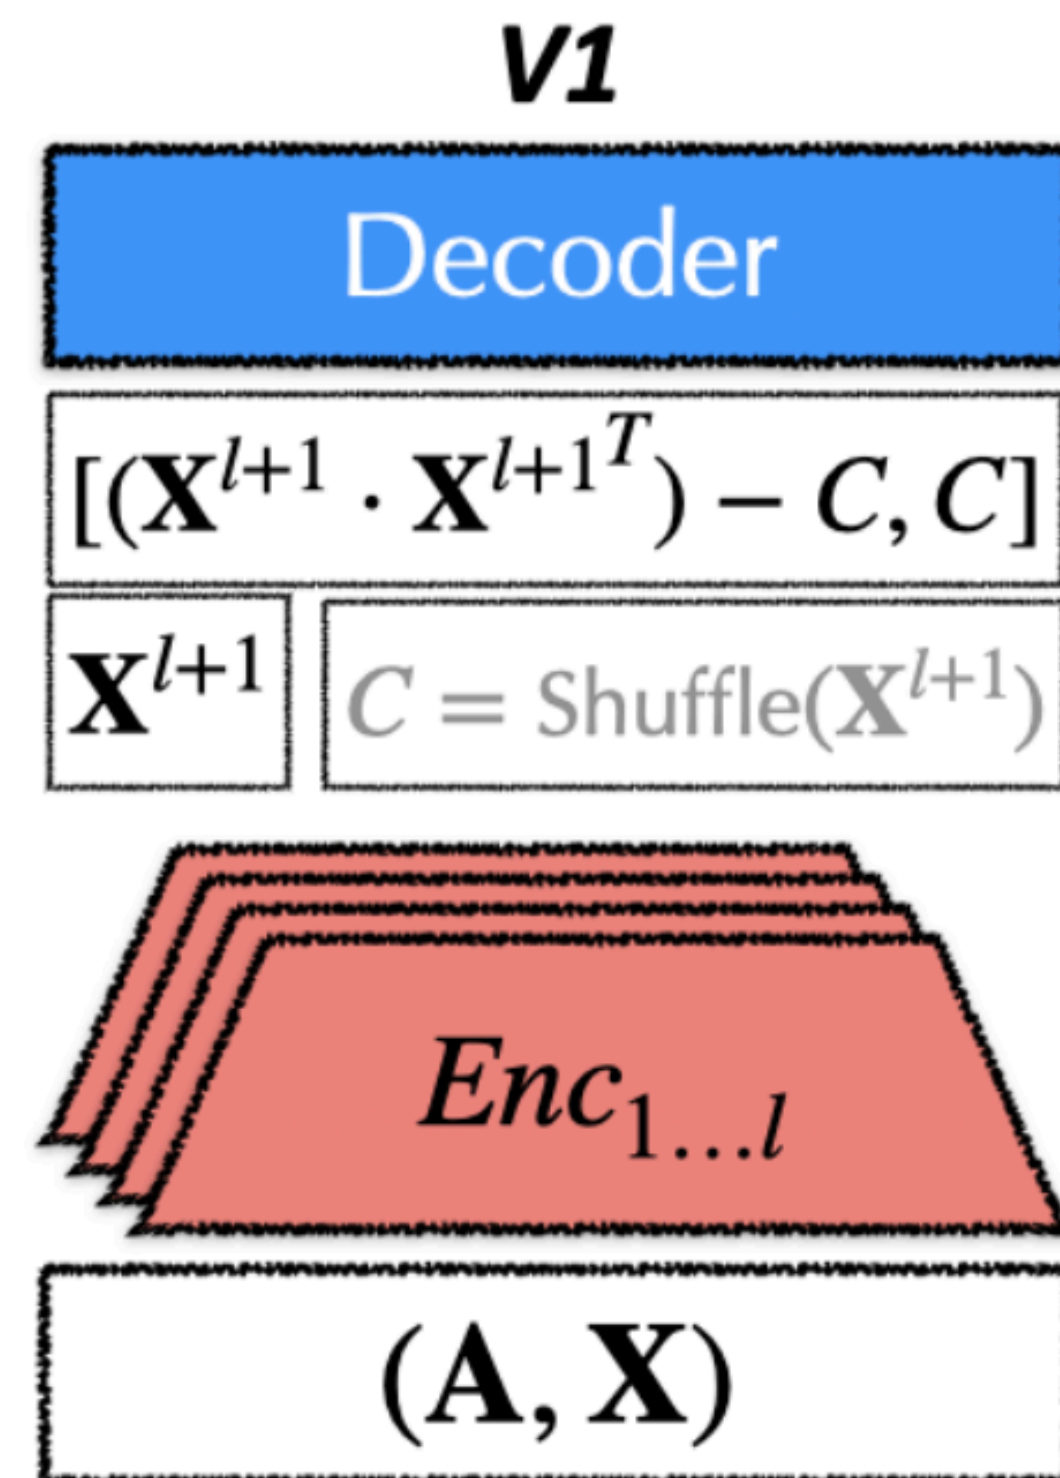 V1
Decoder
[(X^{l+1} · X^{l+1^T}) − C, C]
X^{l+1}
C = Shuffle(X^{l+1})
Enc_{1…l}
(A, X)